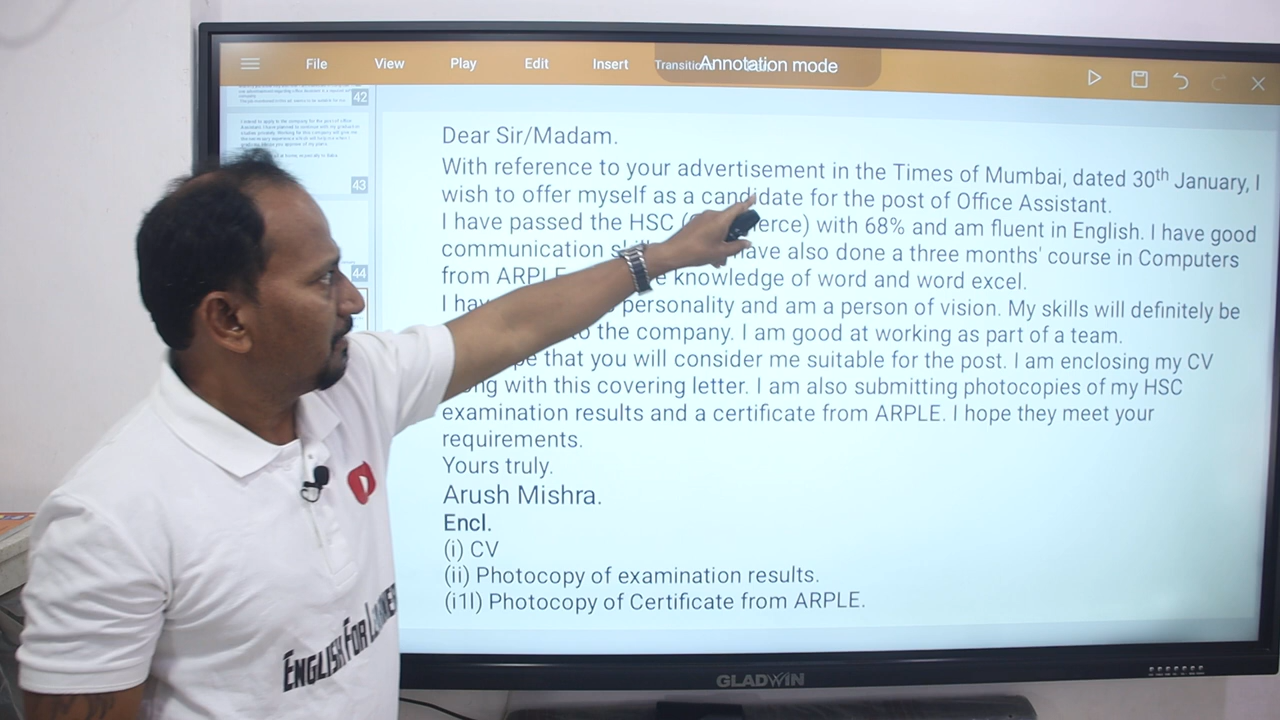 File View Play Edit Insert Transition Annotation mode
42
43
44
Dear Sir/Madam.
With reference to your advertisement in the Times of Mumbai, dated 30th January, I
wish to offer myself as a candidate for the post of Office Assistant.
I have passed the HSC ( with 68% and am fluent in English. I have good
communication have also done a three months' course in Computers
from ARPLE knowledge of word and word excel.
I personality and am a person of vision. My skills will definitely be
the company. I am good at working as part of a team.
that you will consider me suitable for the post. I am enclosing my CV
with this covering letter. I am also submitting photocopies of my HSC
examination results and a certificate from ARPLE. I hope they meet your
requirements.
Yours truly.
Arush Mishra.
Encl.
(i) CV
(ii) Photocopy of examination results.
(i1l) Photocopy of Certificate from ARPLE.
GLADWIN
ENGLISH FOR